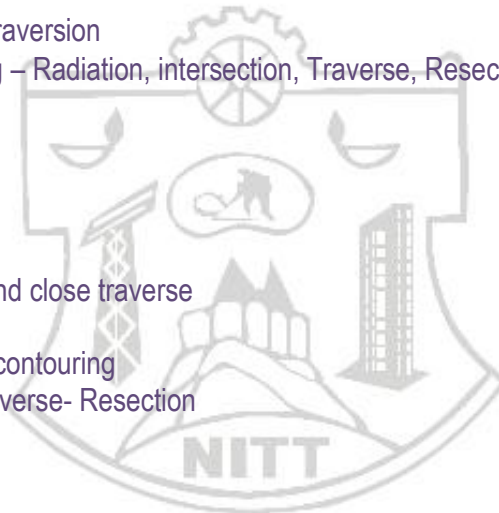 raversion
– Radiation, intersection, Traverse, Resec
nd close traverse
contouring
verse- Resection
NITT